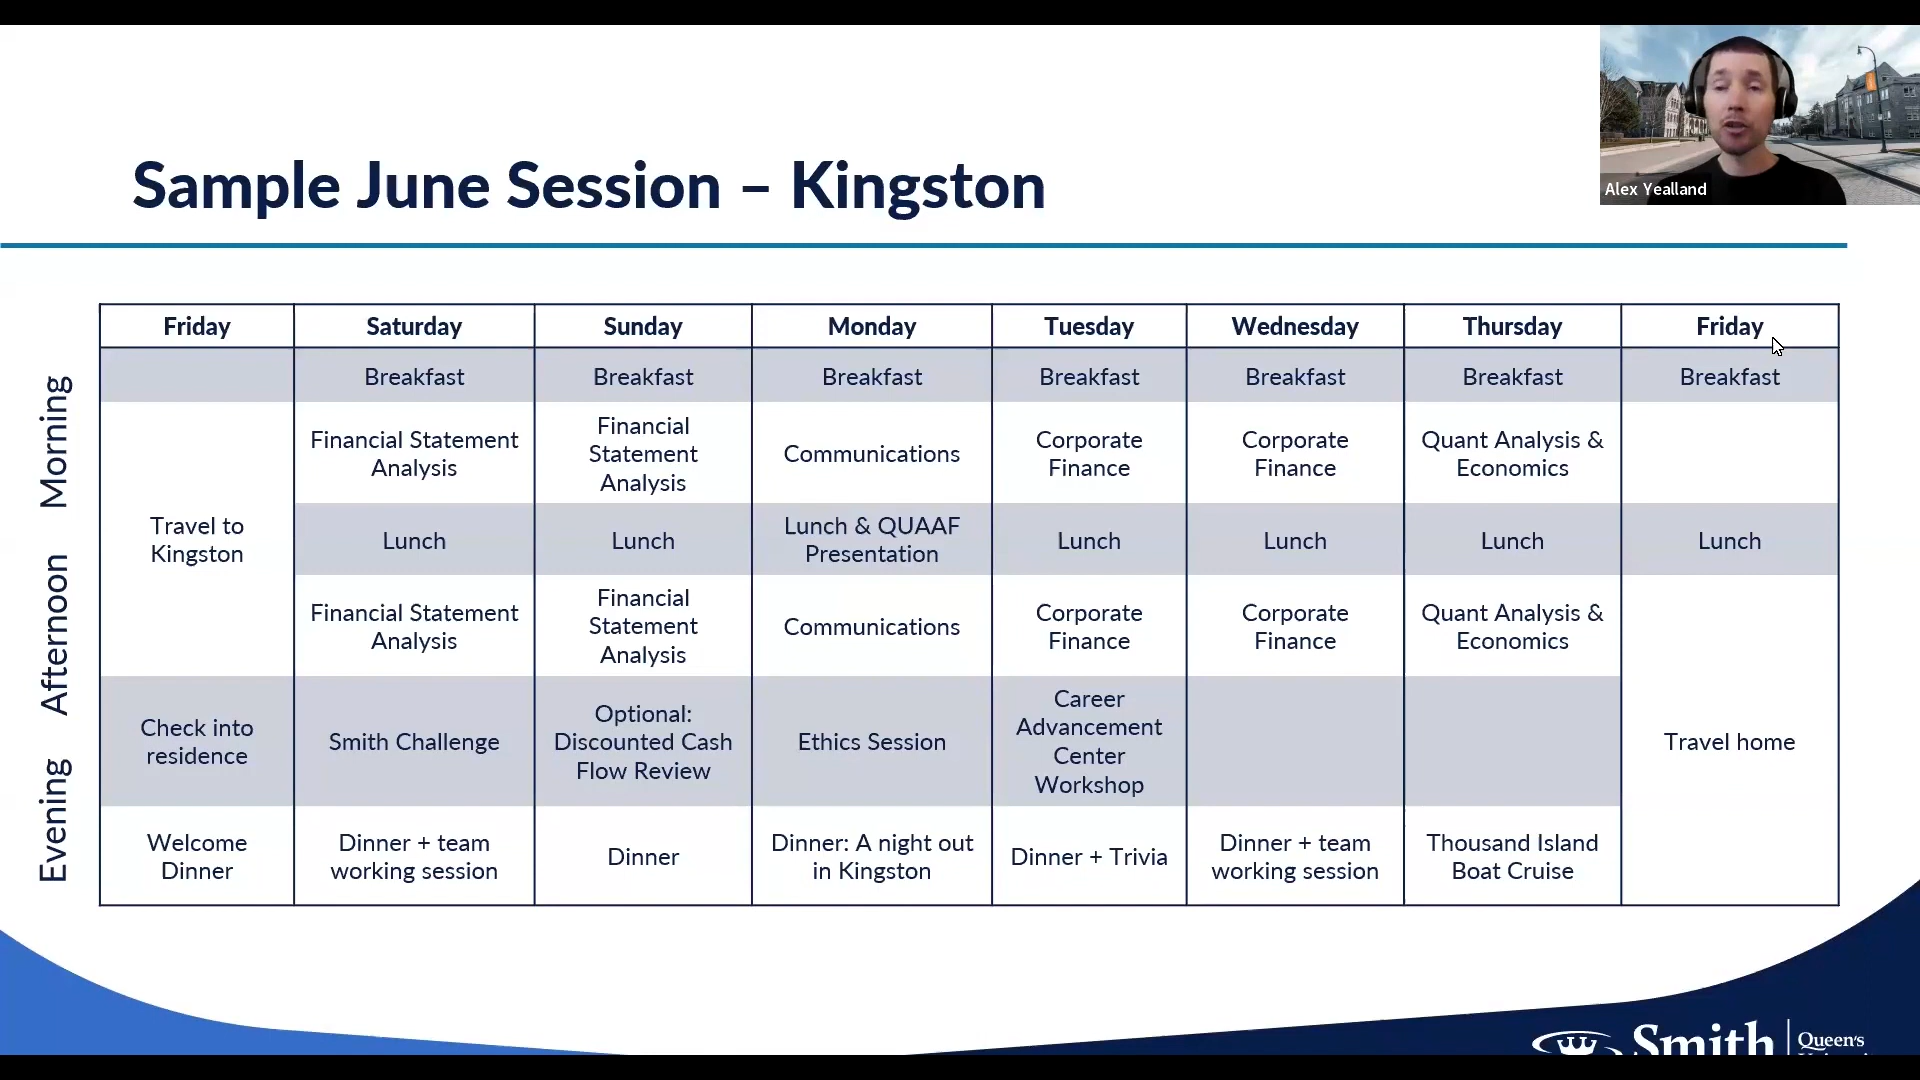 Alex Yealland
Sample June Session – Kingston
Friday
Saturday
Sunday
Monday
Tuesday
Wednesday
Thursday
Friday
Morning
Breakfast
Breakfast
Breakfast
Breakfast
Breakfast
Breakfast
Breakfast
Travel to
Kingston
Financial Statement
Analysis
Financial
Statement
Analysis
Communications
Corporate
Finance
Corporate
Finance
Quant Analysis &
Economics
Afternoon
Lunch
Lunch
Lunch & QUAAF
Presentation
Lunch
Lunch
Lunch
Lunch
Financial Statement
Analysis
Financial
Statement
Analysis
Communications
Corporate
Finance
Corporate
Finance
Quant Analysis &
Economics
Check into
residence
Smith Challenge
Optional:
Discounted Cash
Flow Review
Ethics Session
Career
Advancement
Center
Workshop
Travel home
Evening
Welcome
Dinner
Dinner + team
working session
Dinner
Dinner: A night out
in Kingston
Dinner + Trivia
Dinner + team
working session
Thousand Island
Boat Cruise
Smith
Queen's